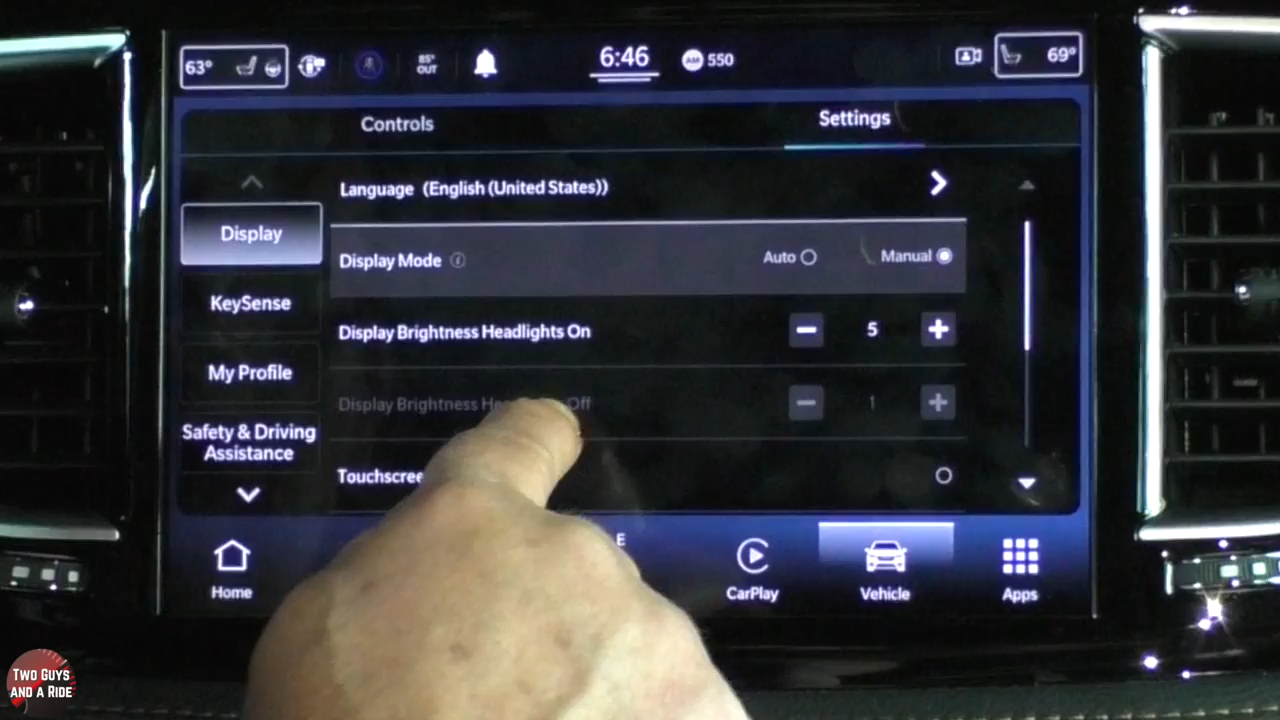 63°
85°
OUT
6:46
AM 550
69°
Controls
Settings
Language (English (United States))
Display
Display Mode
Auto
Manual
KeySense
Display Brightness Headlights On
5
My Profile
Display Brightness Off
1
Safety & Driving
Assistance
E
Home
CarPlay
Vehicle
Apps
TWO GUYS
AND A RIDE